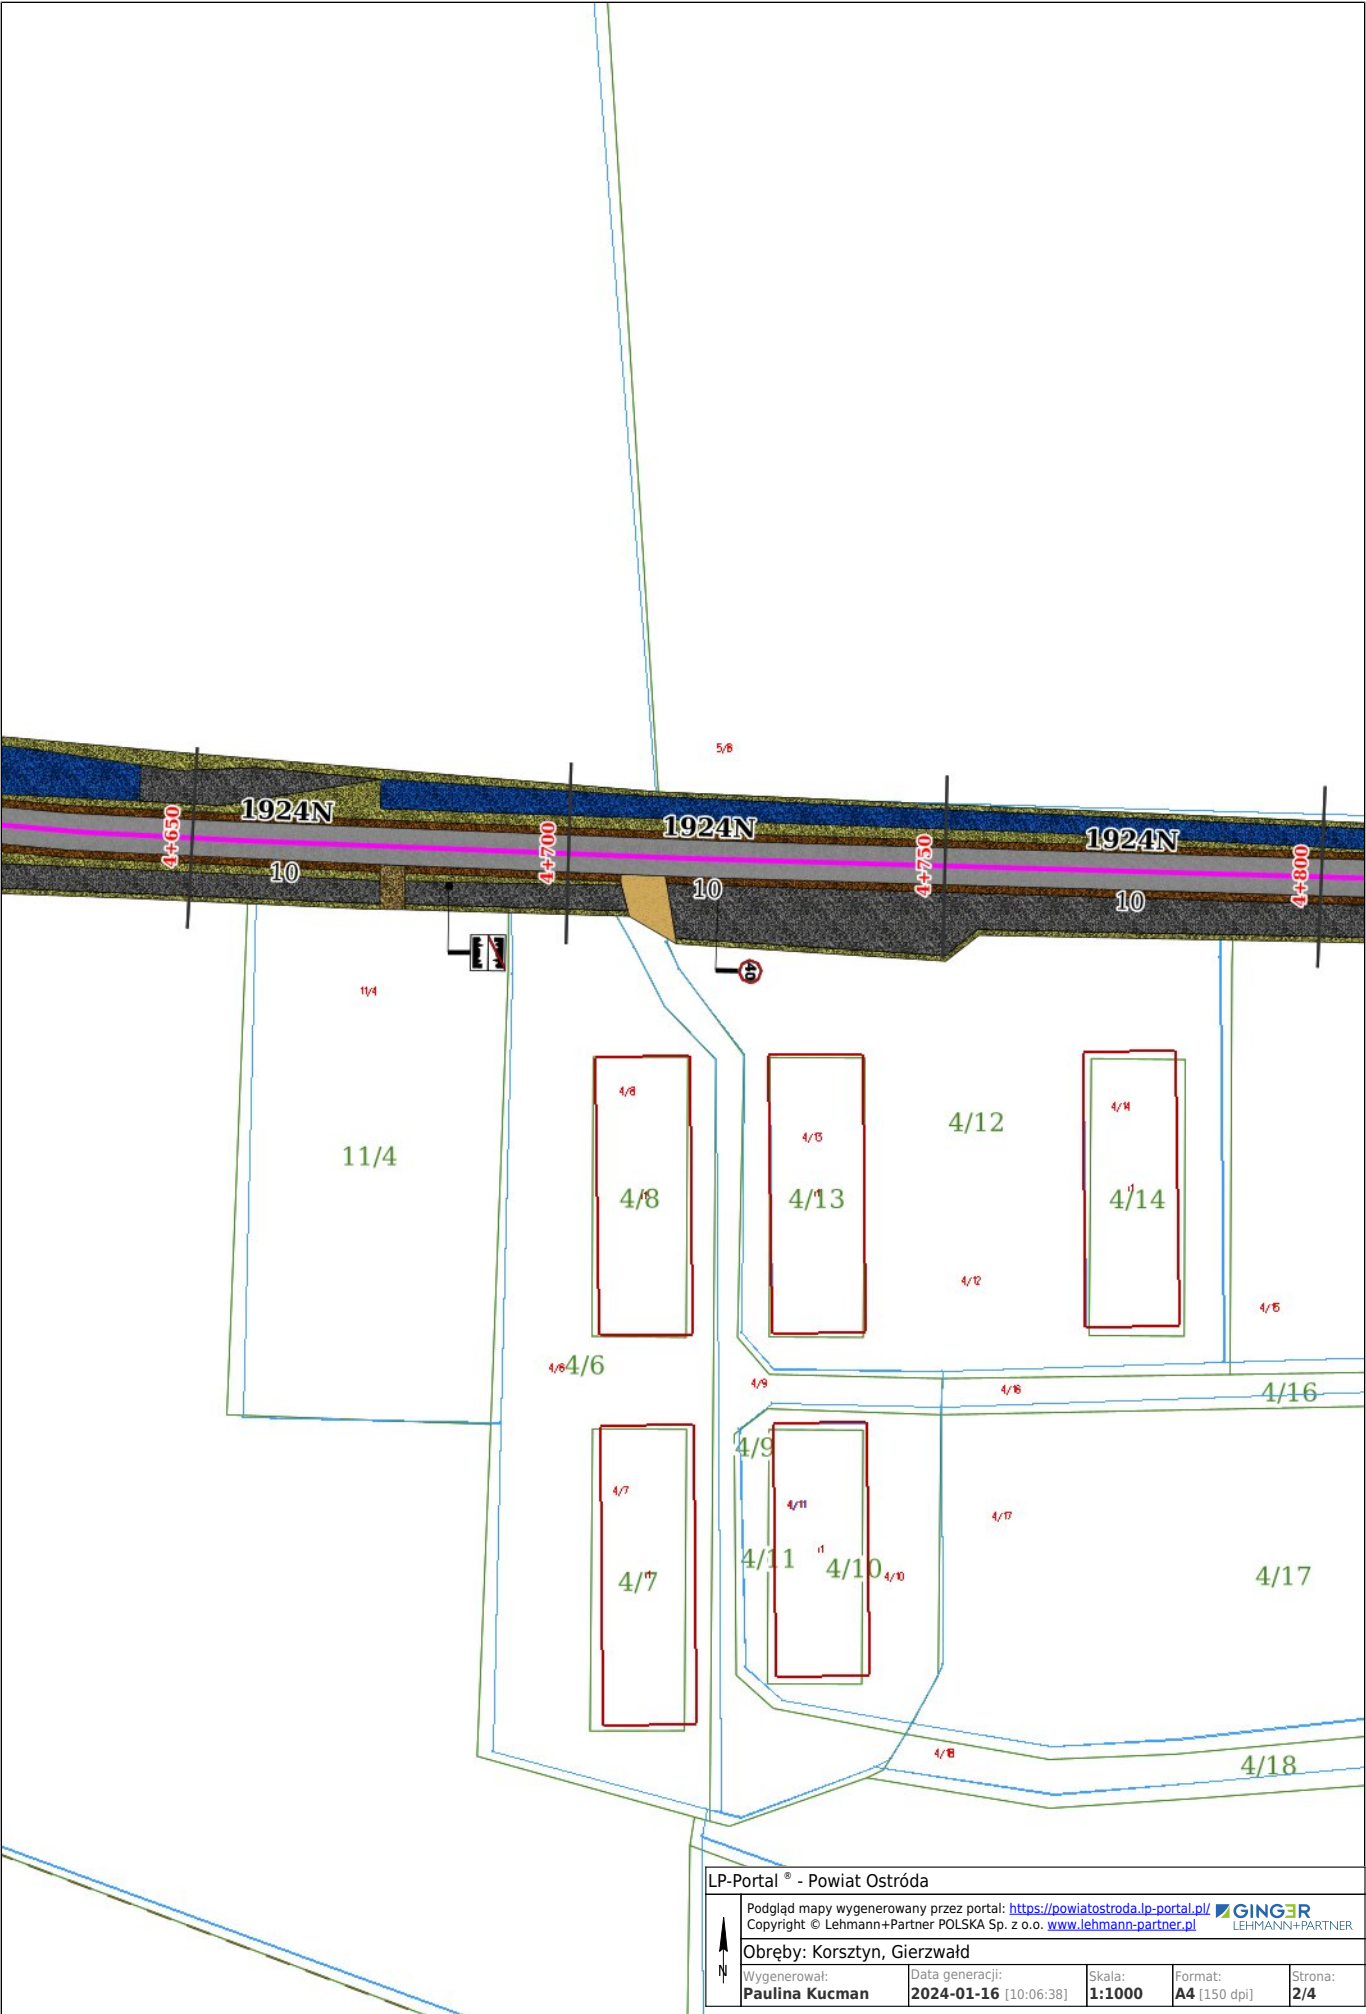 5/8
1924N
1924N
1924N
4+650
4+700
4+750
4+800
10
10
10
40
11/4
4/8
4/14
4/12
4/13
11/4
4/8
4/13
4/14
4/12
4/15
4/6 4/6
4/9
4/16
4/16
4/9
4/7
4/11
4/17
11
4/11
4/10
4/10
4/7
4/17
4/18
4/18
LP-Portal ® - Powiat Ostróda
Podgląd mapy wygenerowany przez portal: https://powiatostroda.lp-portal.pl/
Copyright © Lehmann+Partner POLSKA Sp. z o.o. www.lehmann-partner.pl
GINGER
LEHMANN+PARTNER
N
Obręby: Korsztyn, Gierzwałd
Wygenerował:
Paulina Kucman
Data generacji:
2024-01-16 [10:06:38]
Skala:
1:1000
Format:
A4 [150 dpi]
Strona:
2/4